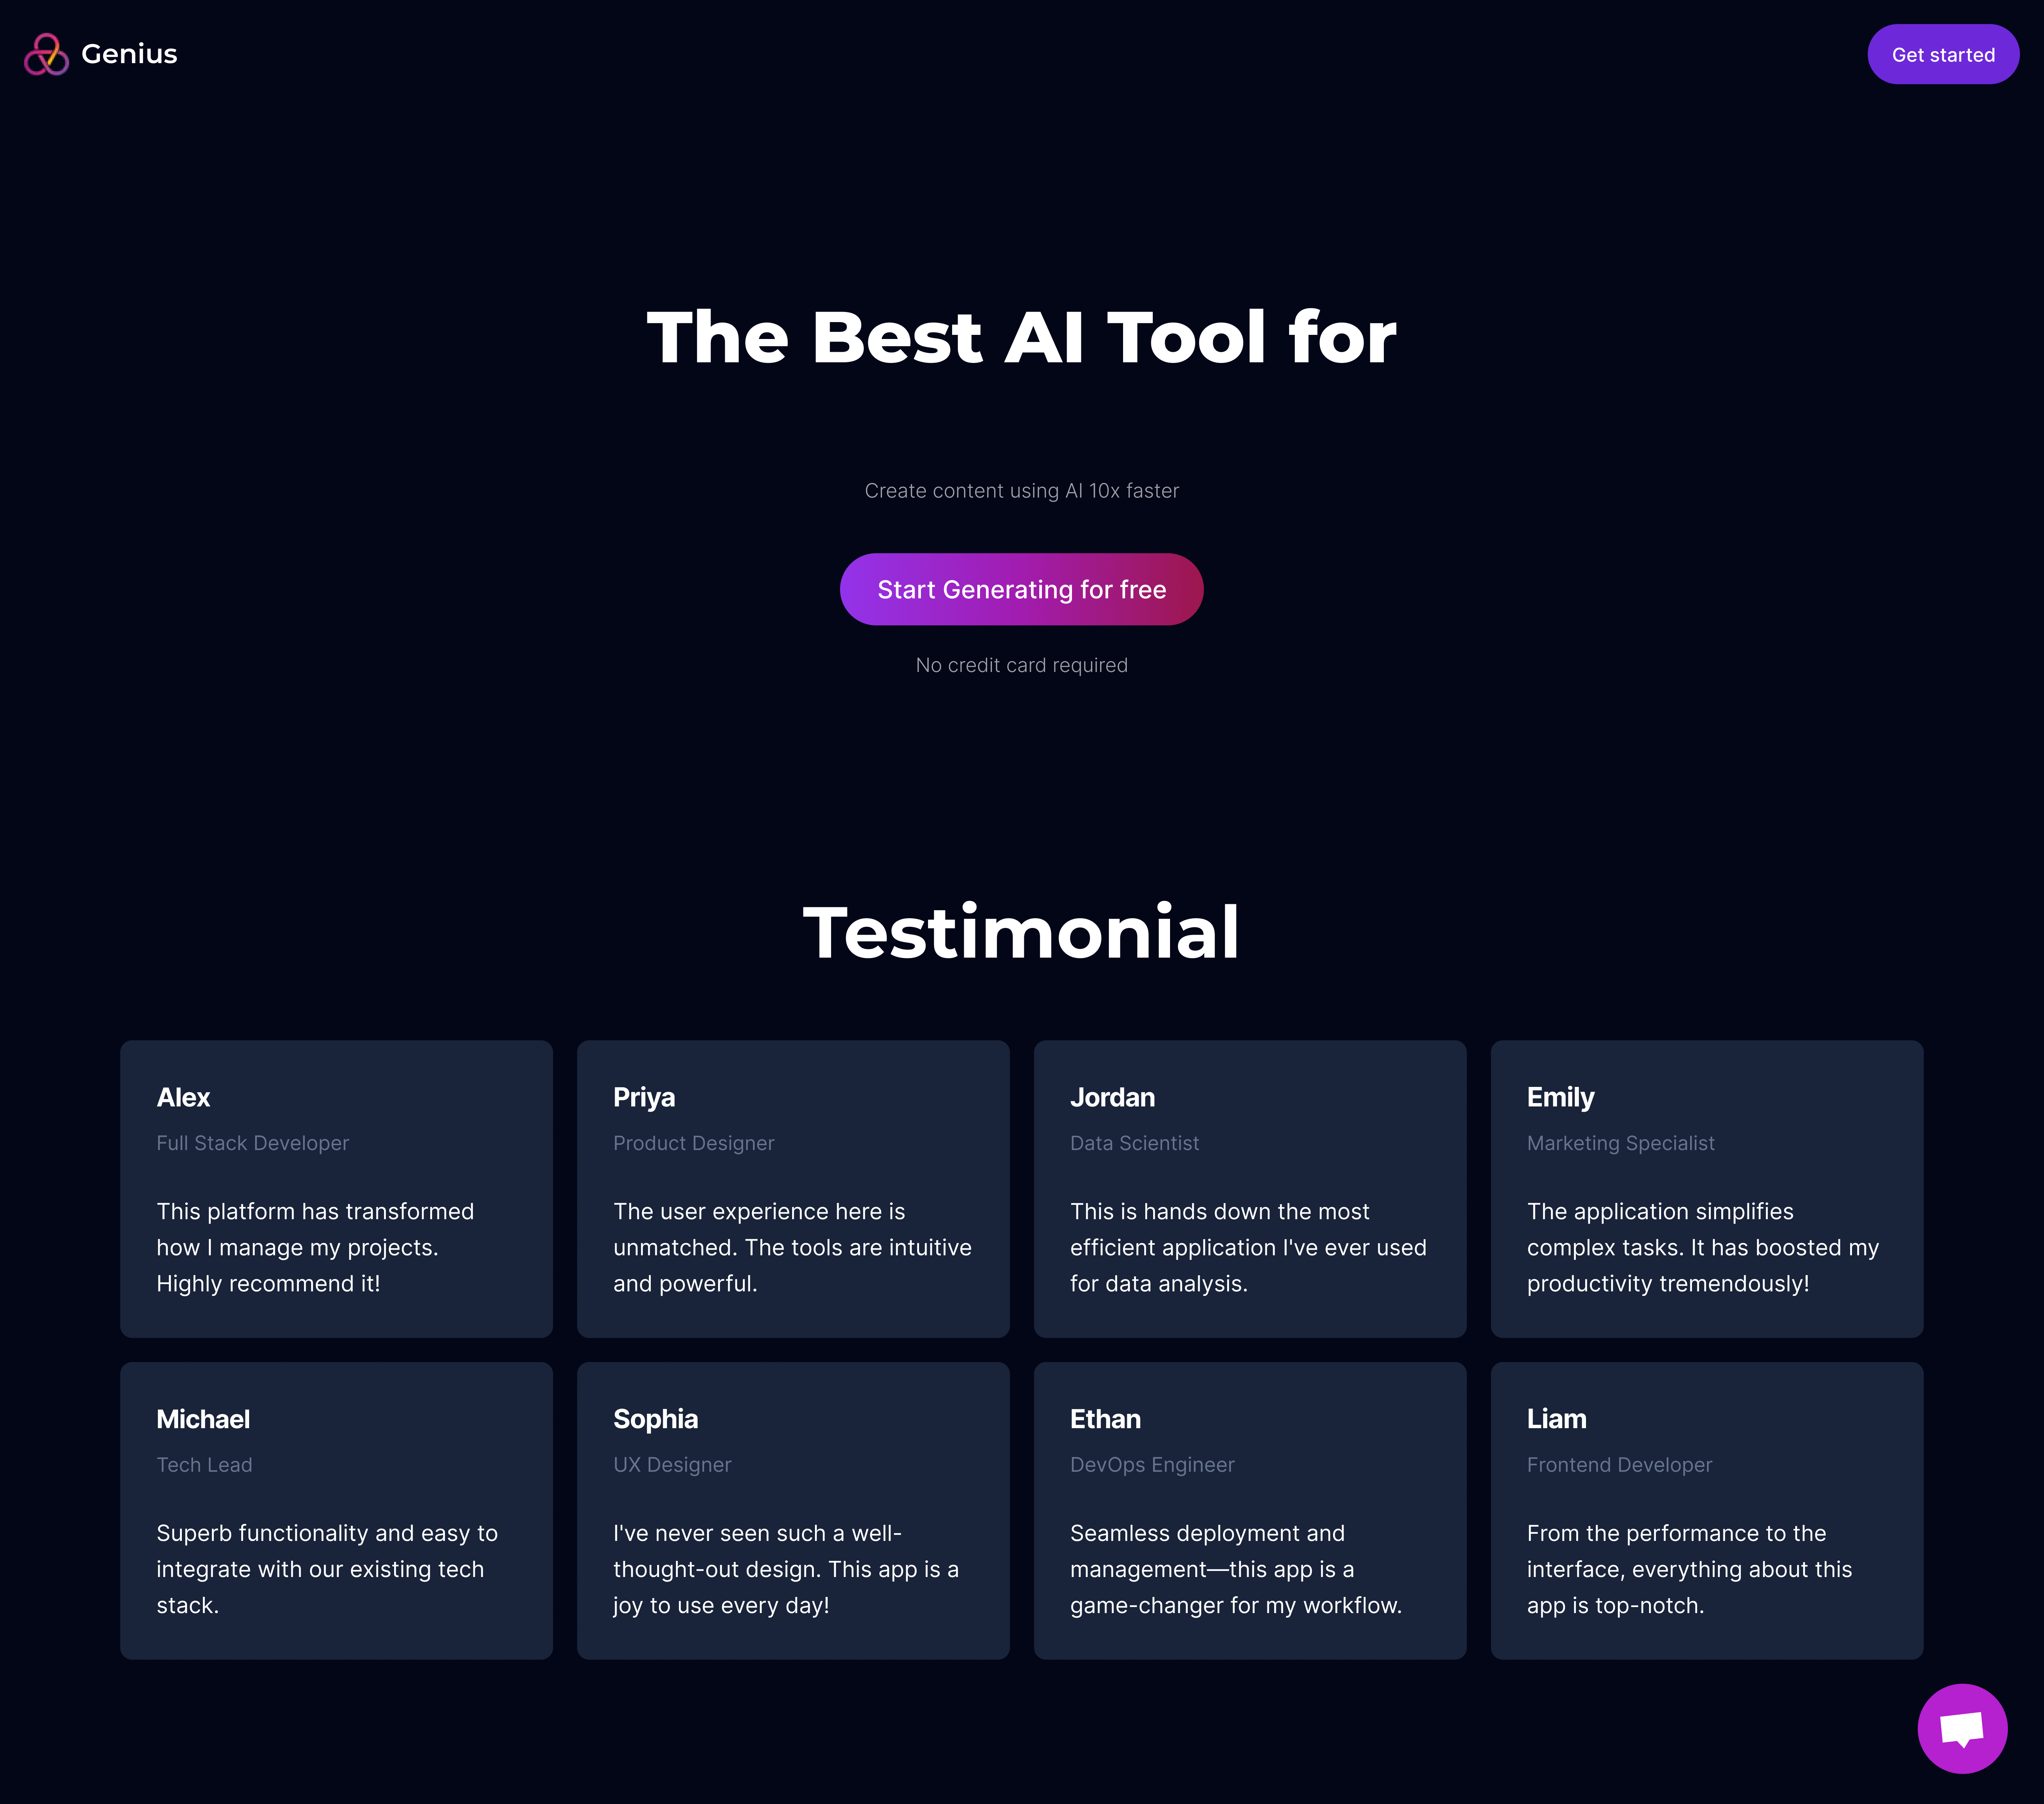 Genius
Get started
The Best AI Tool for
Create content using AI 10x faster
Start Generating for free
No credit card required
Testimonial
Alex
Full Stack Developer
This platform has transformed
how I manage my projects.
Highly recommend it!
Priya
Product Designer
The user experience here is
unmatched. The tools are intuitive
and powerful.
Jordan
Data Scientist
This is hands down the most
efficient application I've ever used
for data analysis.
Emily
Marketing Specialist
The application simplifies
complex tasks. It has boosted my
productivity tremendously!
Michael
Tech Lead
Superb functionality and easy to
integrate with our existing tech
stack.
Sophia
UX Designer
I've never seen such a well-
thought-out design. This app is a
joy to use every day!
Ethan
DevOps Engineer
Seamless deployment and
management—this app is a
game-changer for my workflow.
Liam
Frontend Developer
From the performance to the
interface, everything about this
app is top-notch.